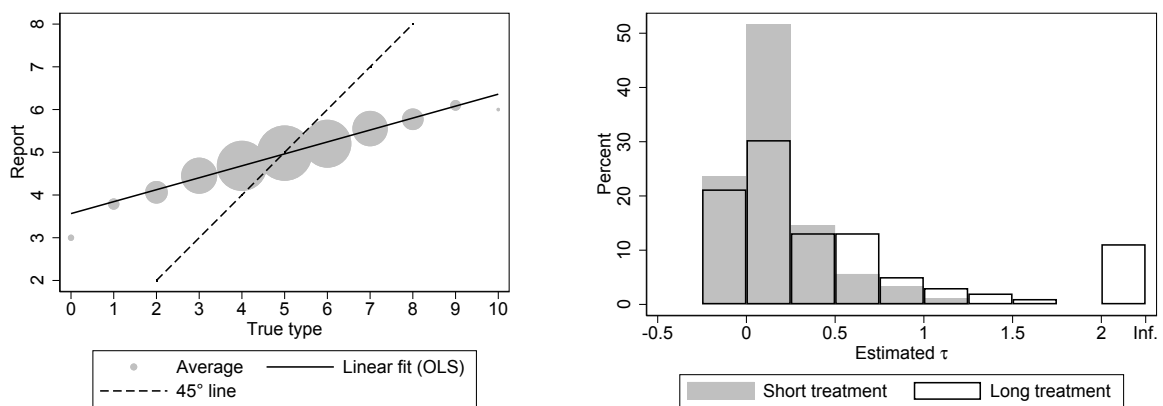 Report
8
7
6
5
4
3
2
0 1 2 3 4 5 6 7 8 9 10
True type
Average
Linear fit (OLS)
45° line
Percent
50
40
30
20
10
0
-0.5 0 0.5 1 1.5 2 Inf.
Estimated τ
Short treatment
Long treatment